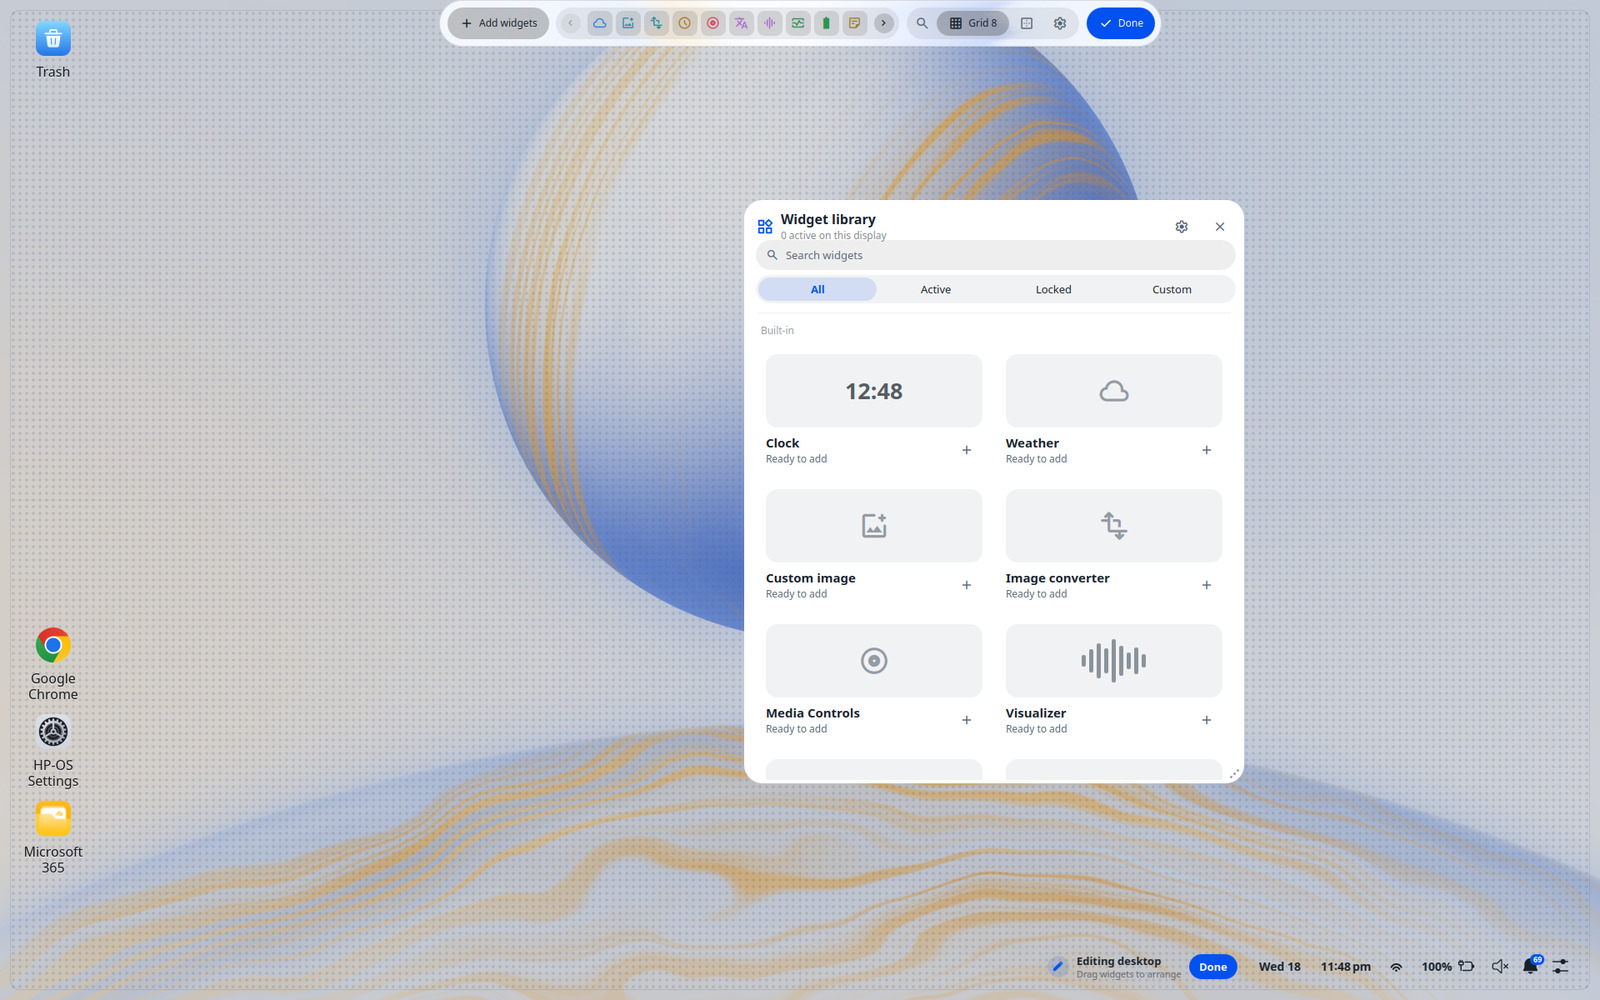 Add widgets
Grid 8
Done
Trash
Widget library
0 active on this display
Search widgets
All
Active
Locked
Custom
Built-in
12:48
Clock
Ready to add
Weather
Ready to add
Custom image
Ready to add
Image converter
Ready to add
Media Controls
Ready to add
Visualizer
Ready to add
Google
Chrome
HP-OS
Settings
Microsoft
365
Editing desktop
Drag widgets to arrange
Done
Wed 18
11:48 pm
100%
69